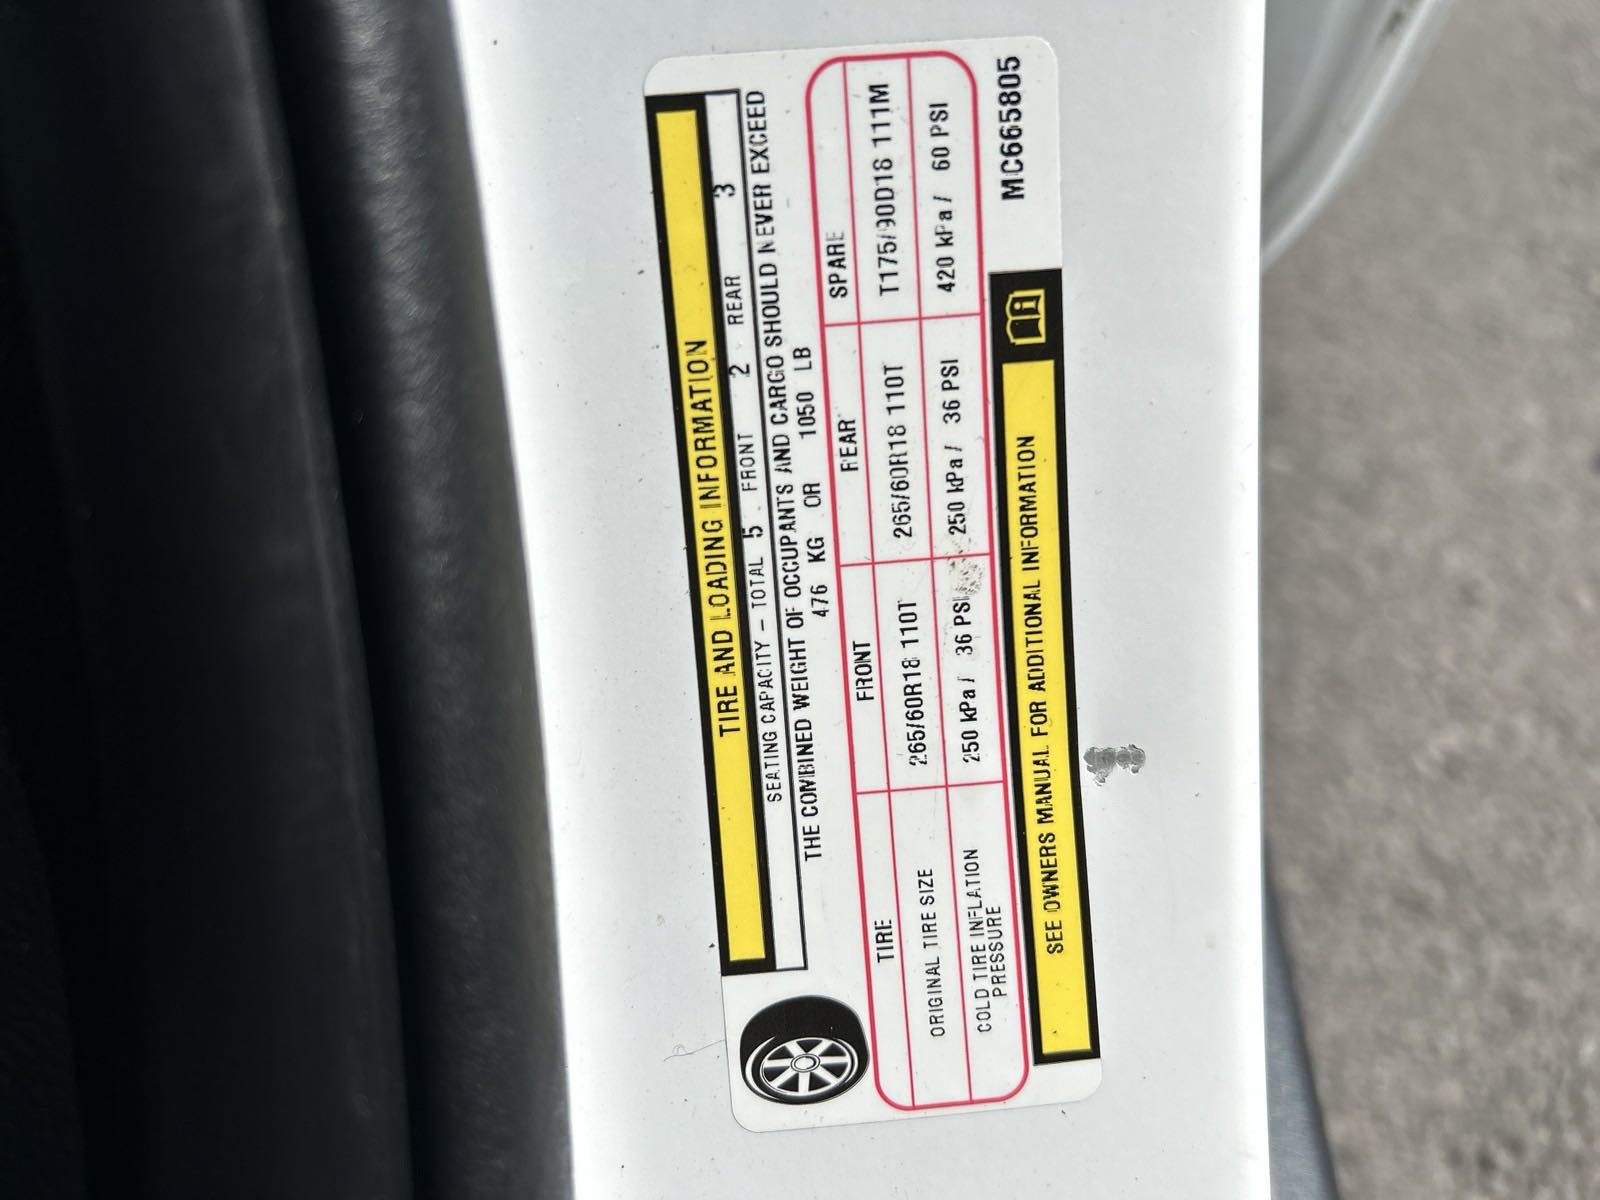 TIRE AND LOADING INFORMATION
SEATING CAPACITY - TOTAL 5 FRONT 2 REAR 3
THE COMBINED WEIGHT OF OCCUPANTS AND CARGO SHOULD NEVER EXCEED
476 KG OR 1050 LB
TIRE FRONT REAR SPARE
ORIGINAL TIRE SIZE 265/60R18 110T 265/60R18 110T T175/90D18 111M
COLD TIRE INFLATION PRESSURE 250 kPa / 36 PSI 250 kPa / 36 PSI 420 kPa / 60 PSI
SEE OWNERS MANUAL FOR ADDITIONAL INFORMATION
MC665805